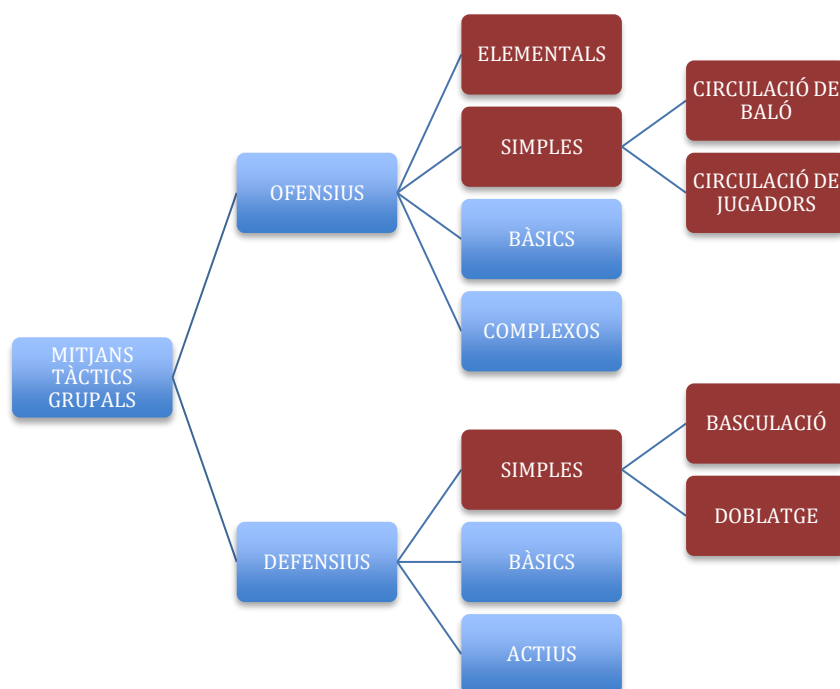 ELEMENTALS
CIRCULACIÓ DE
BALÓ
SIMPLES
CIRCULACIÓ DE
JUGADORS
OFENSIUS
BÀSICS
COMPLEXOS
MITJANS
TÀCTICS
GRUPALS
BASCULACIÓ
SIMPLES
DOBLATGE
DEFENSIUS
BÀSICS
ACTIUS